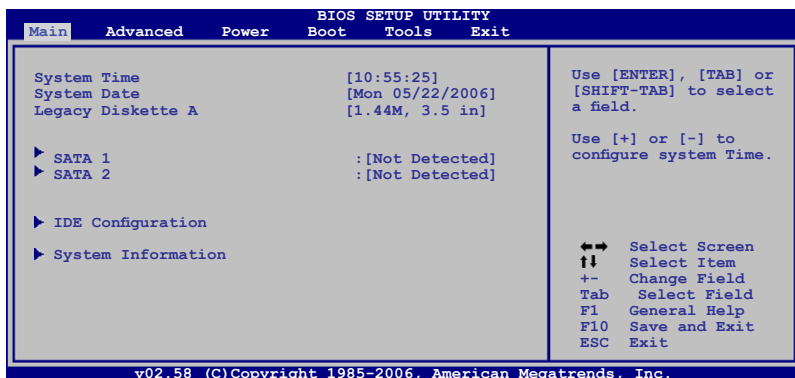 BIOS SETUP UTILITY
Main Advanced Power Boot Tools Exit
System Time [10:55:25]
System Date [Mon 05/22/2006]
Legacy Diskette A [1.44M, 3.5 in]
SATA 1 :[Not Detected]
SATA 2 :[Not Detected]
IDE Configuration
System Information
Use [ENTER], [TAB] or
[SHIFT-TAB] to select
a field.
Use [+] or [-] to
configure system Time.
←→ Select Screen
↑↓ Select Item
+- Change Field
Tab Select Field
F1 General Help
F10 Save and Exit
ESC Exit
v02.58 (C)Copyright 1985-2006, American Megatrends, Inc.